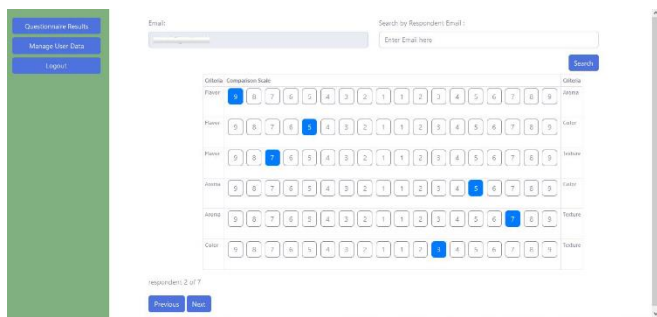 Questionnaire Results
Manage User Data
Logout
Email:
Search by Respondent Email :
Enter Email here
Search
Criteria Comparison Scale Criteria
Flavor 9 8 7 6 5 4 3 2 1 1 2 3 4 5 6 7 8 9 Aroma
Flavor 9 8 7 6 5 4 3 2 1 1 2 3 4 5 6 7 8 9 Color
Flavor 9 8 7 6 5 4 3 2 1 1 2 3 4 5 6 7 8 9 Texture
Aroma 9 8 7 6 5 4 3 2 1 1 2 3 4 5 6 7 8 9 Color
Aroma 9 8 7 6 5 4 3 2 1 1 2 3 4 5 6 7 8 9 Texture
Color 9 8 7 6 5 4 3 2 1 1 2 3 4 5 6 7 8 9 Texture
responden: 2 of 7
Previous Next